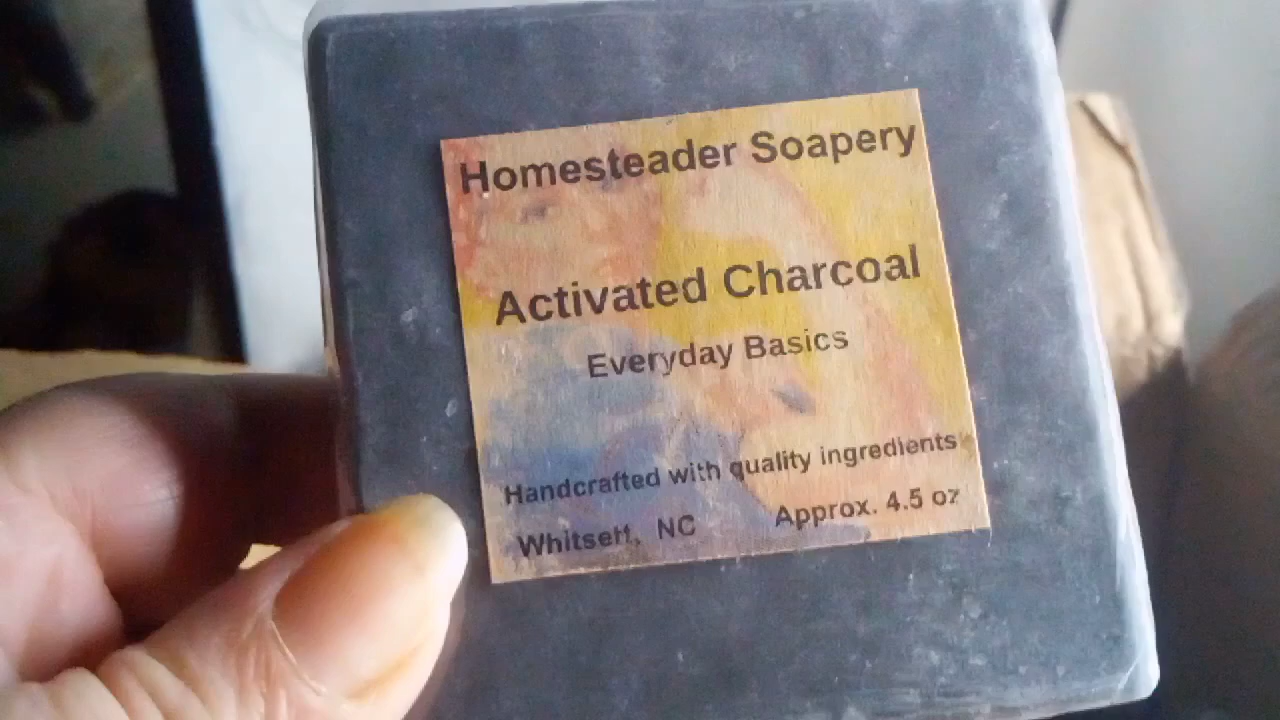 Homesteader Soapery
Activated Charcoal
Everyday Basics
Handcrafted with quality ingredients
Whitsett, NC Approx. 4.5 oz